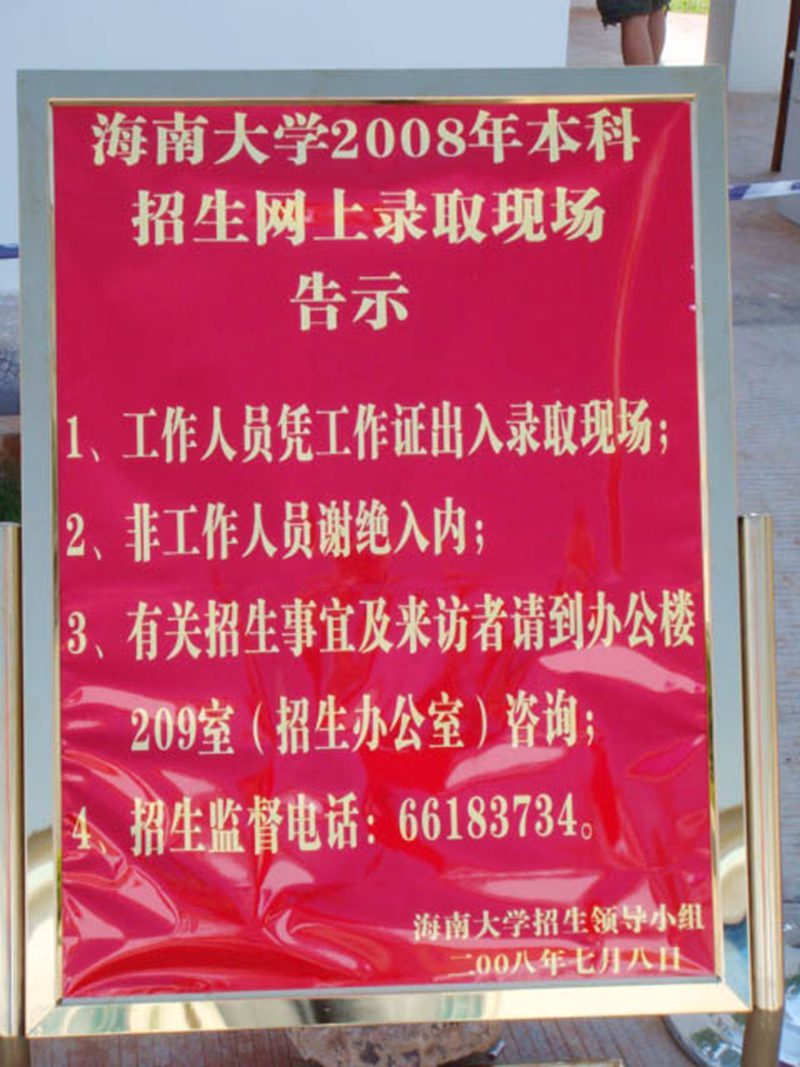 海南大学2008年本科
招生网上录取现场
告示
1、工作人员凭工作证出入录取现场；
2、非工作人员谢绝入内；
3、有关招生事宜及来访者请到办公楼
209室（招生办公室）咨询；
4、招生监督电话：66183734。
海南大学招生领导小组
二00八年七月八日